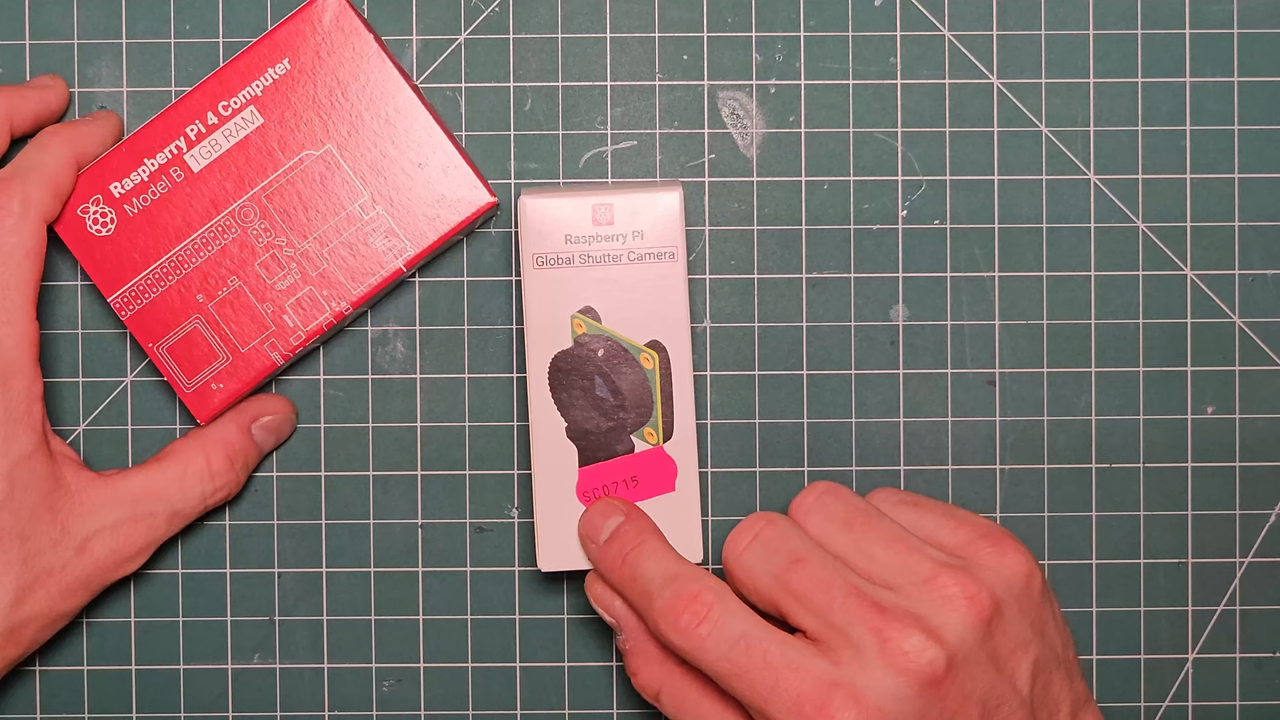 Raspberry Pi 4 Computer
Model B 1GB RAM
Raspberry Pi
Global Shutter Camera
SC0715